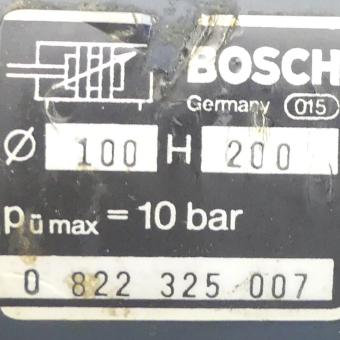 BOSCH
Germany 015
Ø 100 H 200
pü max = 10 bar
0 822 325 007